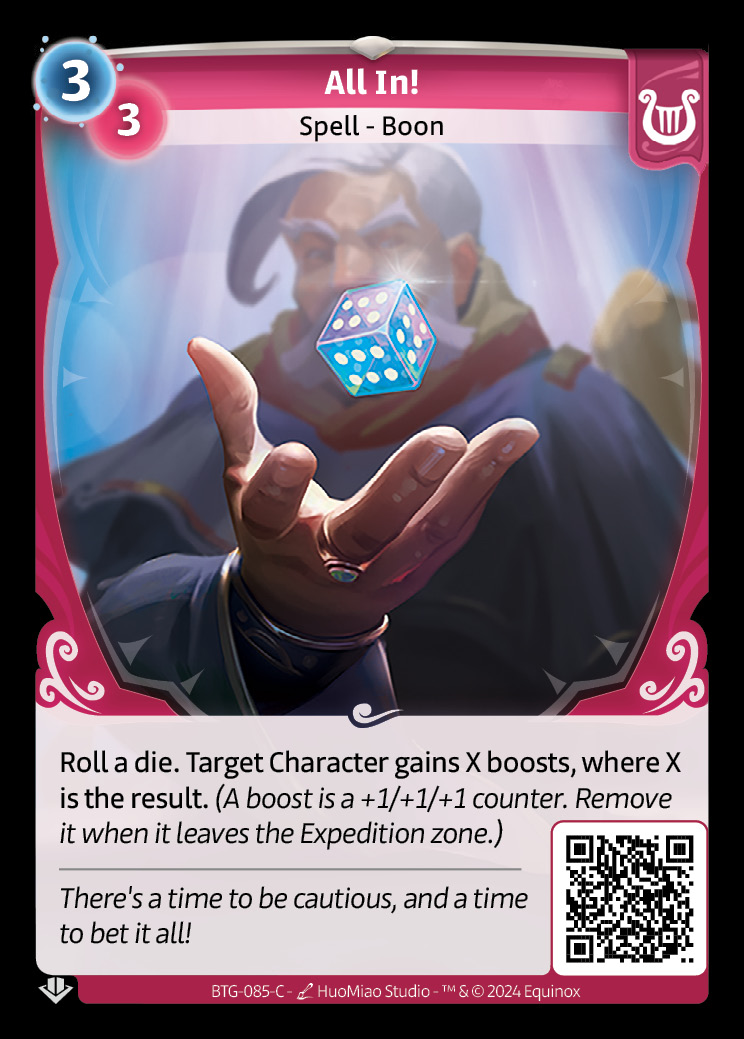 3
All In!
3
Spell - Boon
Roll a die. Target Character gains X boosts, where X
is the result. (A boost is a +1/+1/+1 counter. Remove
it when it leaves the Expedition zone.)
There's a time to be cautious, and a time
to bet it all!
BTG-085-C - HuoMiao Studio - ™ & © 2024 Equinox